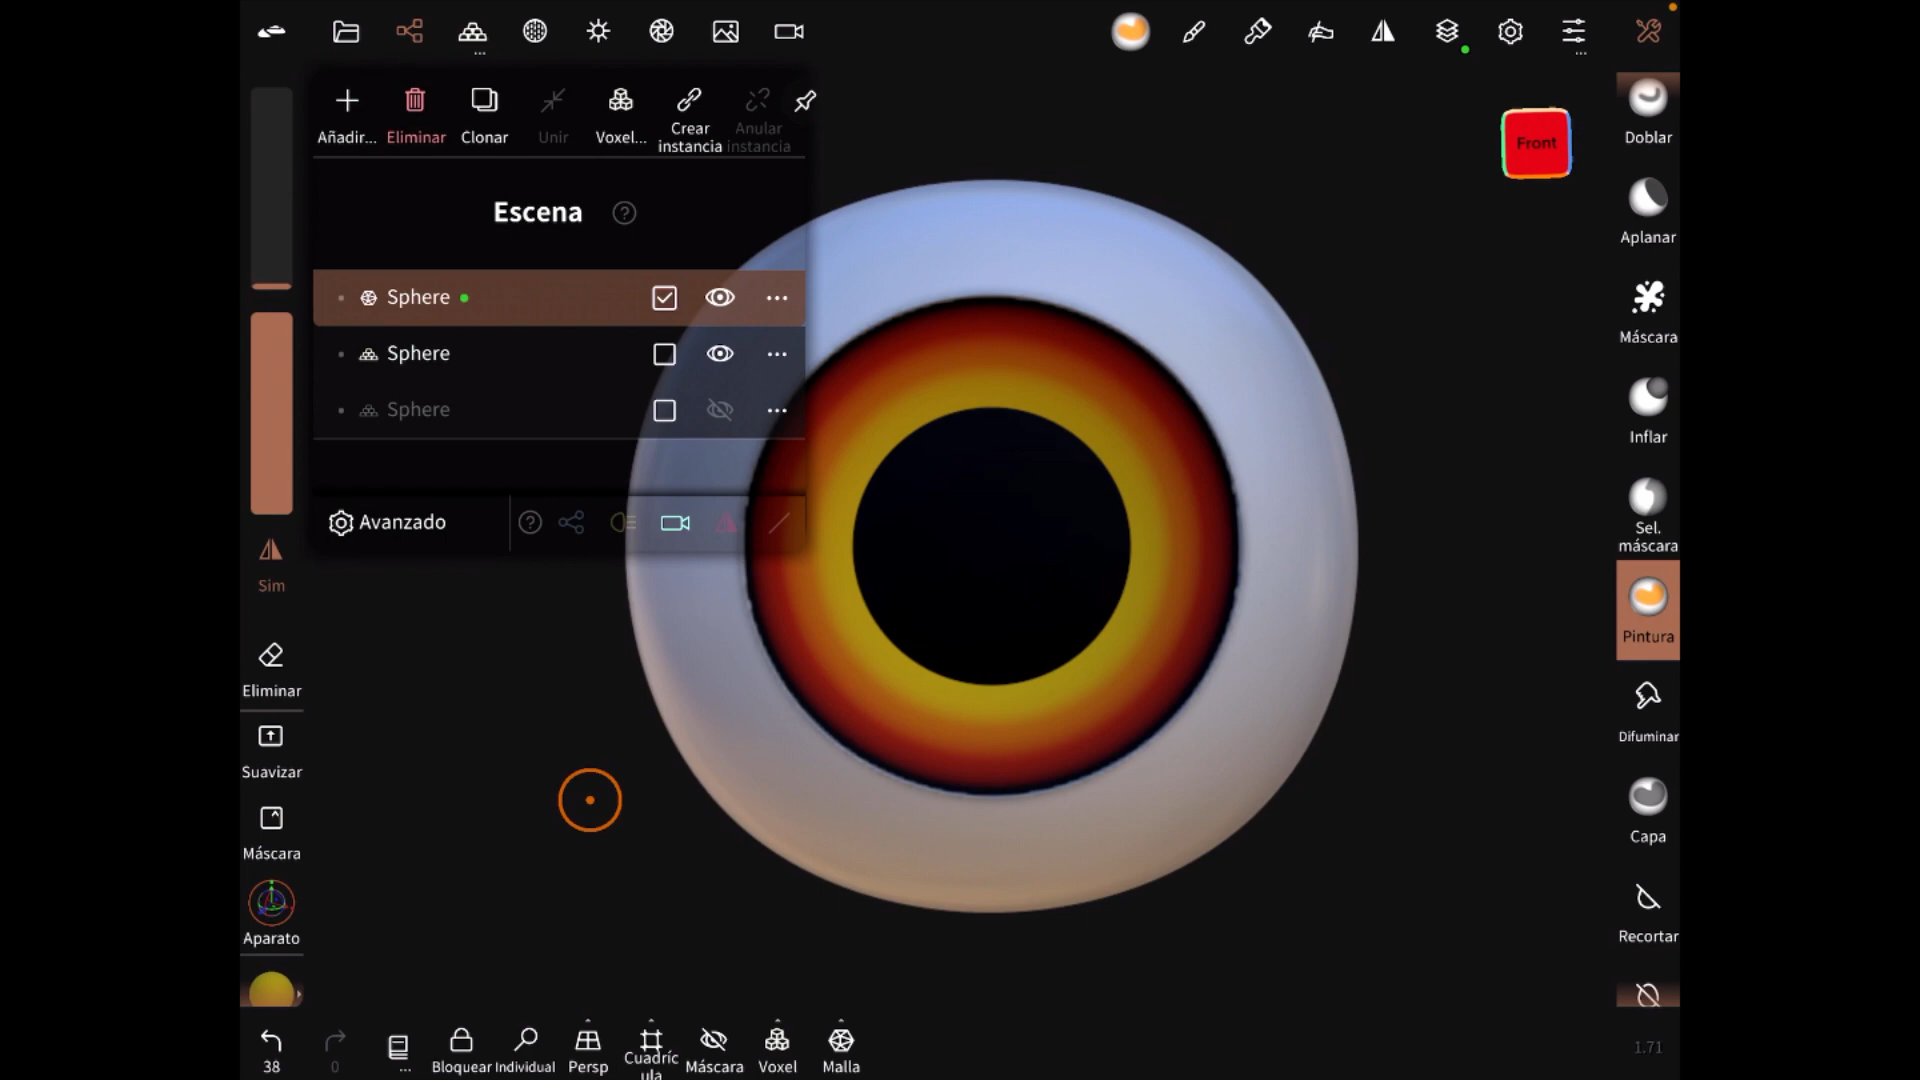 Añadir... Eliminar Clonar Unir Voxel... Crear instancia Anular instancia
Escena
Sphere
Sphere
Sphere
Avanzado
Front
Sim
Eliminar
Suavizar
Máscara
Aparato
Doblar
Aplanar
Máscara
Inflar
Sel. máscara
Pintura
Difuminar
Capa
Recortar
38 0 ... Bloquear Individual Persp Cuadríc
ula Máscara Voxel Malla
1.71